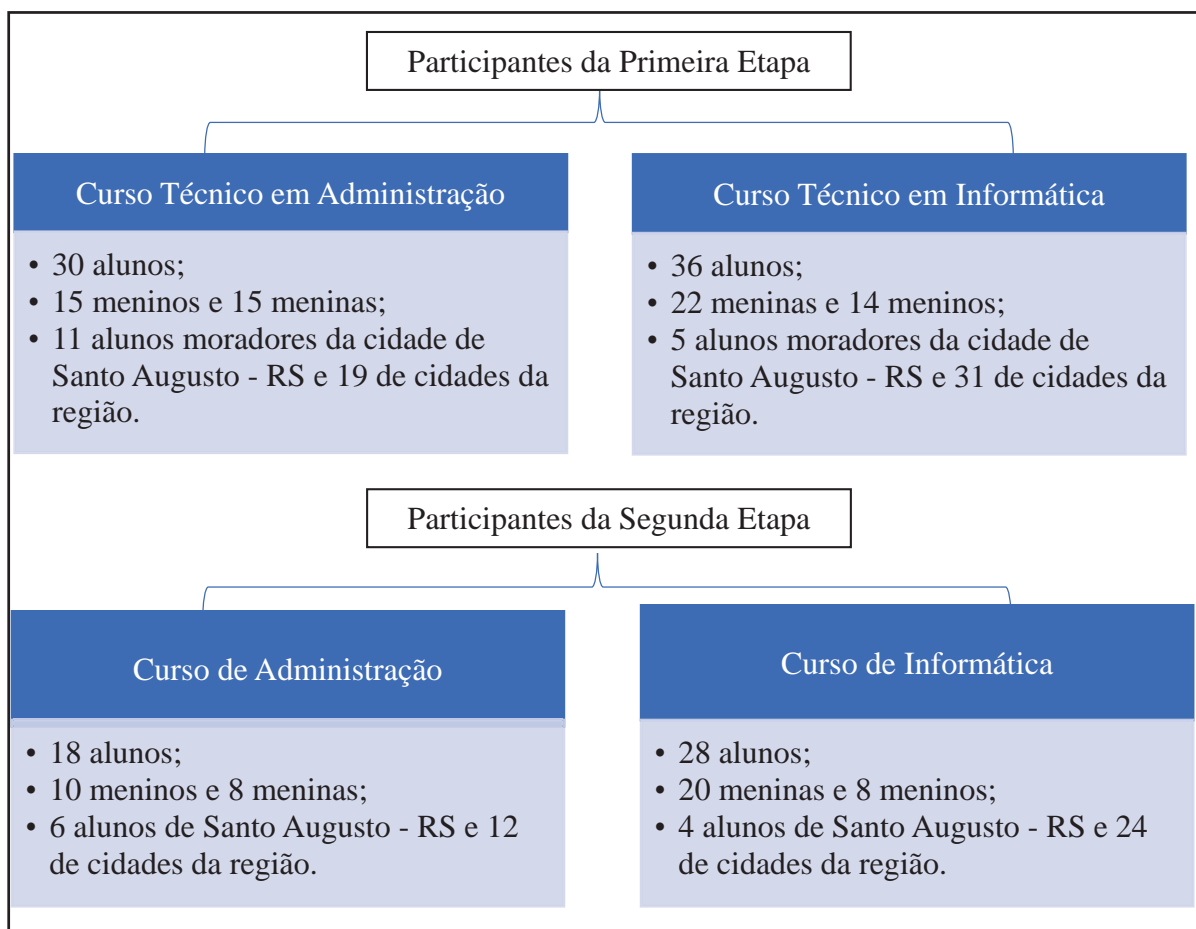 Participantes da Primeira Etapa
Curso Técnico em Administração
• 30 alunos;
• 15 meninos e 15 meninas;
• 11 alunos moradores da cidade de
Santo Augusto - RS e 19 de cidades da
região.
Curso Técnico em Informática
• 36 alunos;
• 22 meninas e 14 meninos;
• 5 alunos moradores da cidade de
Santo Augusto - RS e 31 de cidades da
região.
Participantes da Segunda Etapa
Curso de Administração
• 18 alunos;
• 10 meninos e 8 meninas;
• 6 alunos de Santo Augusto - RS e 12
de cidades da região.
Curso de Informática
• 28 alunos;
• 20 meninas e 8 meninos;
• 4 alunos de Santo Augusto - RS e 24
de cidades da região.